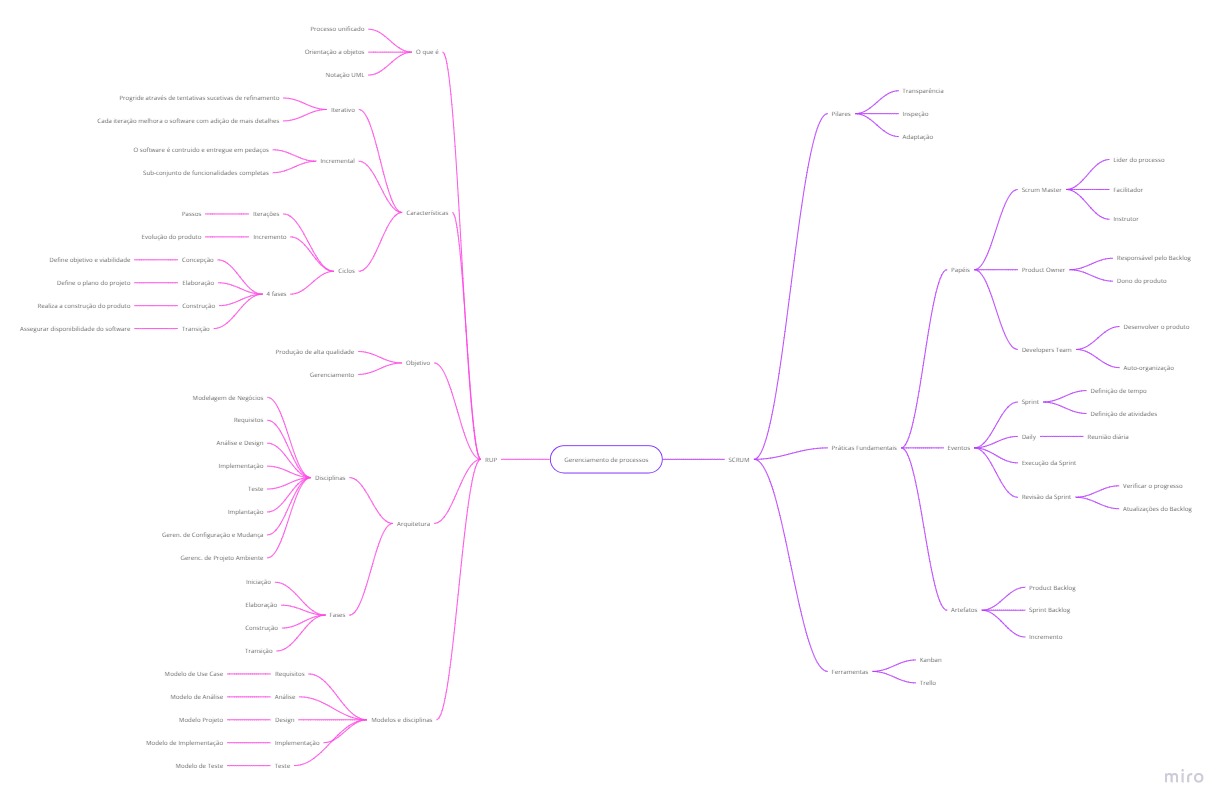 Gerenciamento de processos
RUP
O que é
Processo unificado
Orientação a objetos
Notação UML
Características
Iterativo
Progride através de tentativas sucetivas de refinamento
Cada iteração melhora o software com adição de mais detalhes
Incremental
O software é contruido e entregue em pedaços
Sub-conjunto de funcionalidades completas
Ciclos
Iterações
Passos
Incremento
Evolução do produto
4 fases
Concepção
Define objetivo e viabilidade
Elaboração
Define o plano do projeto
Construção
Realiza a construção do produto
Transição
Assegurar disponibilidade do software
Objetivo
Produção de alta qualidade
Gerenciamento
Arquitetura
Disciplinas
Modelagem de Negócios
Requisitos
Análise e Design
Implementação
Teste
Implantação
Geren. de Configuração e Mudança
Gerenc. de Projeto Ambiente
Fases
Iniciação
Elaboração
Construção
Transição
Modelos e disciplinas
Requisitos
Modelo de Use Case
Análise
Modelo de Análise
Design
Modelo Projeto
Implementação
Modelo de Implementação
Teste
Modelo de Teste
SCRUM
Pilares
Transparência
Inspeção
Adaptação
Práticas Fundamentais
Papéis
Scrum Master
Lider do processo
Facilitador
Instrutor
Product Owner
Responsável pelo Backlog
Dono do produto
Developers Team
Desenvolver o produto
Auto-organização
Eventos
Sprint
Definição de tempo
Definição de atividades
Daily
Reunião diária
Execução da Sprint
Revisão da Sprint
Verificar o progresso
Atualizações do Backlog
Artefatos
Product Backlog
Sprint Backlog
Incremento
Ferramentas
Kanban
Trello
miro